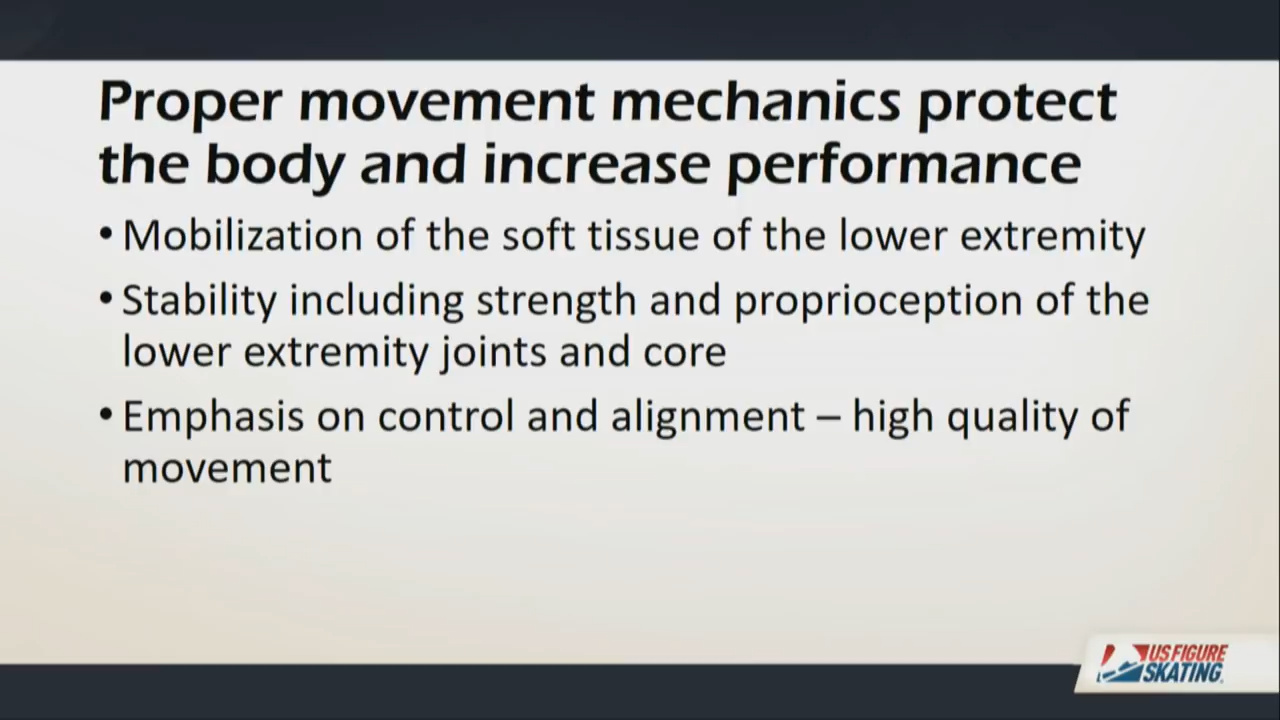 Proper movement mechanics protect
the body and increase performance
• Mobilization of the soft tissue of the lower extremity
• Stability including strength and proprioception of the
lower extremity joints and core
• Emphasis on control and alignment – high quality of
movement
US FIGURE
SKATING